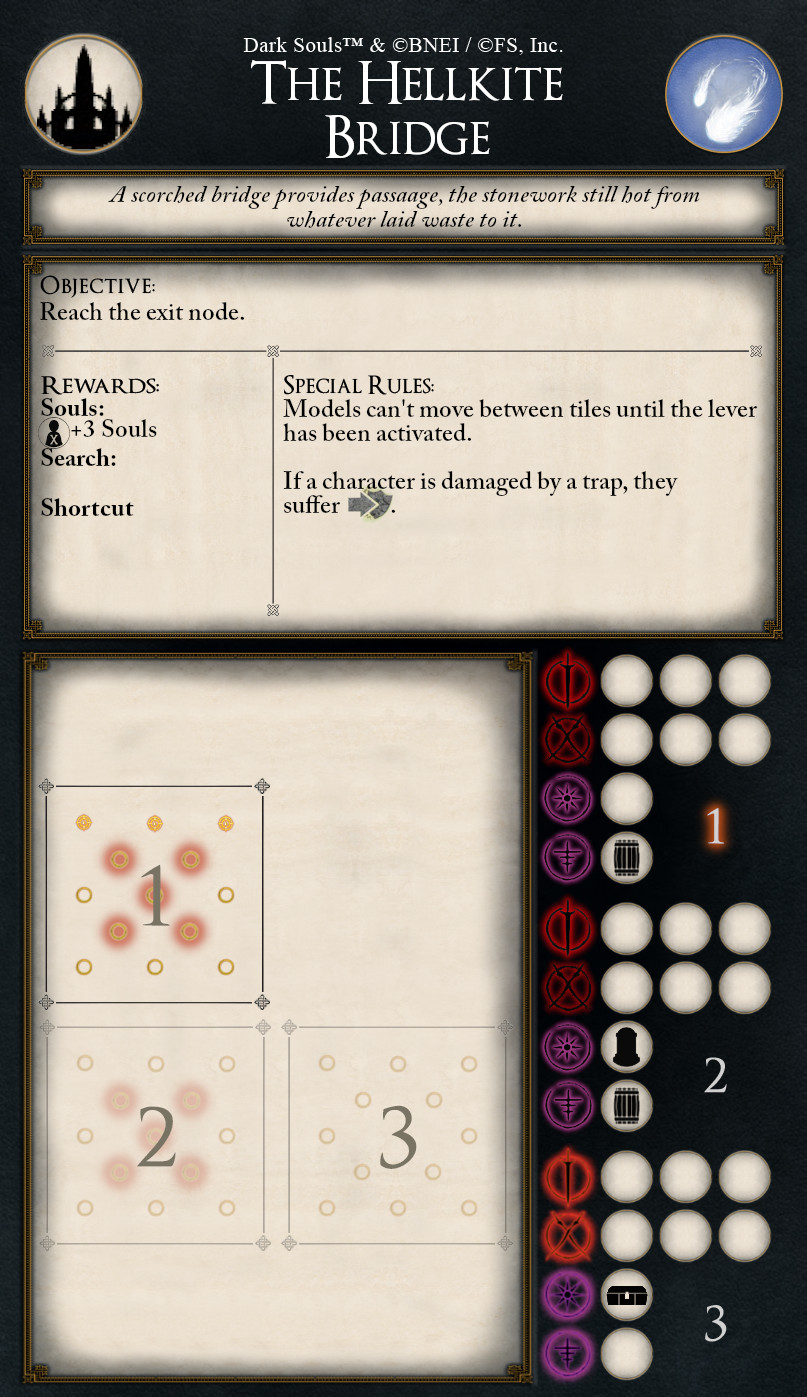 Dark Souls™ & ©BNEI / ©FS, Inc.
The Hellkite
Bridge
A scorched bridge provides passaage, the stonework still hot from
whatever laid waste to it.
Objective:
Reach the exit node.
Rewards:
Souls:
X +3 Souls
Search:
Shortcut
Special Rules:
Models can't move between tiles until the lever
has been activated.
If a character is damaged by a trap, they
suffer .
1
2
3
1
2
3